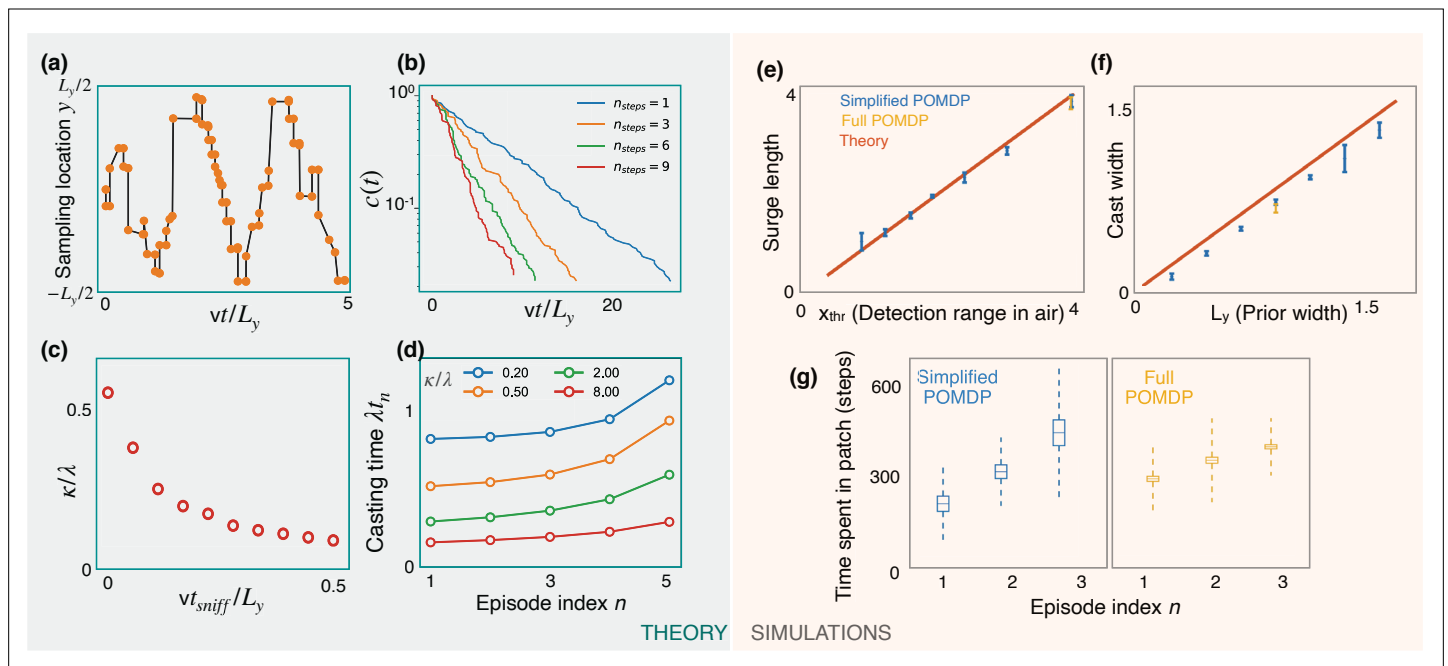 (a)
L_y/2
Sampling location y
−L_y/2
0
5
vt/L_y
(b)
10^0
10^-1
c(t)
n_steps = 1
n_steps = 3
n_steps = 6
n_steps = 9
0
20
vt/L_y
(c)
0.5
κ/λ
0
0
0.5
vt_sniff/L_y
(d)
κ/λ
0.20
2.00
0.50
8.00
1
Casting time λt_n
0
1
3
5
Episode index n
THEORY
(e)
4
Simplified POMDP
Full POMDP
Theory
Surge length
0
0
x_thr (Detection range in air)
4
(f)
1.5
Cast width
0
0
L_y (Prior width)
1.5
(g)
600
Time spent in patch (steps)
300
0
Simplified
POMDP
Full
POMDP
1
2
3
1
2
3
Episode index n
SIMULATIONS